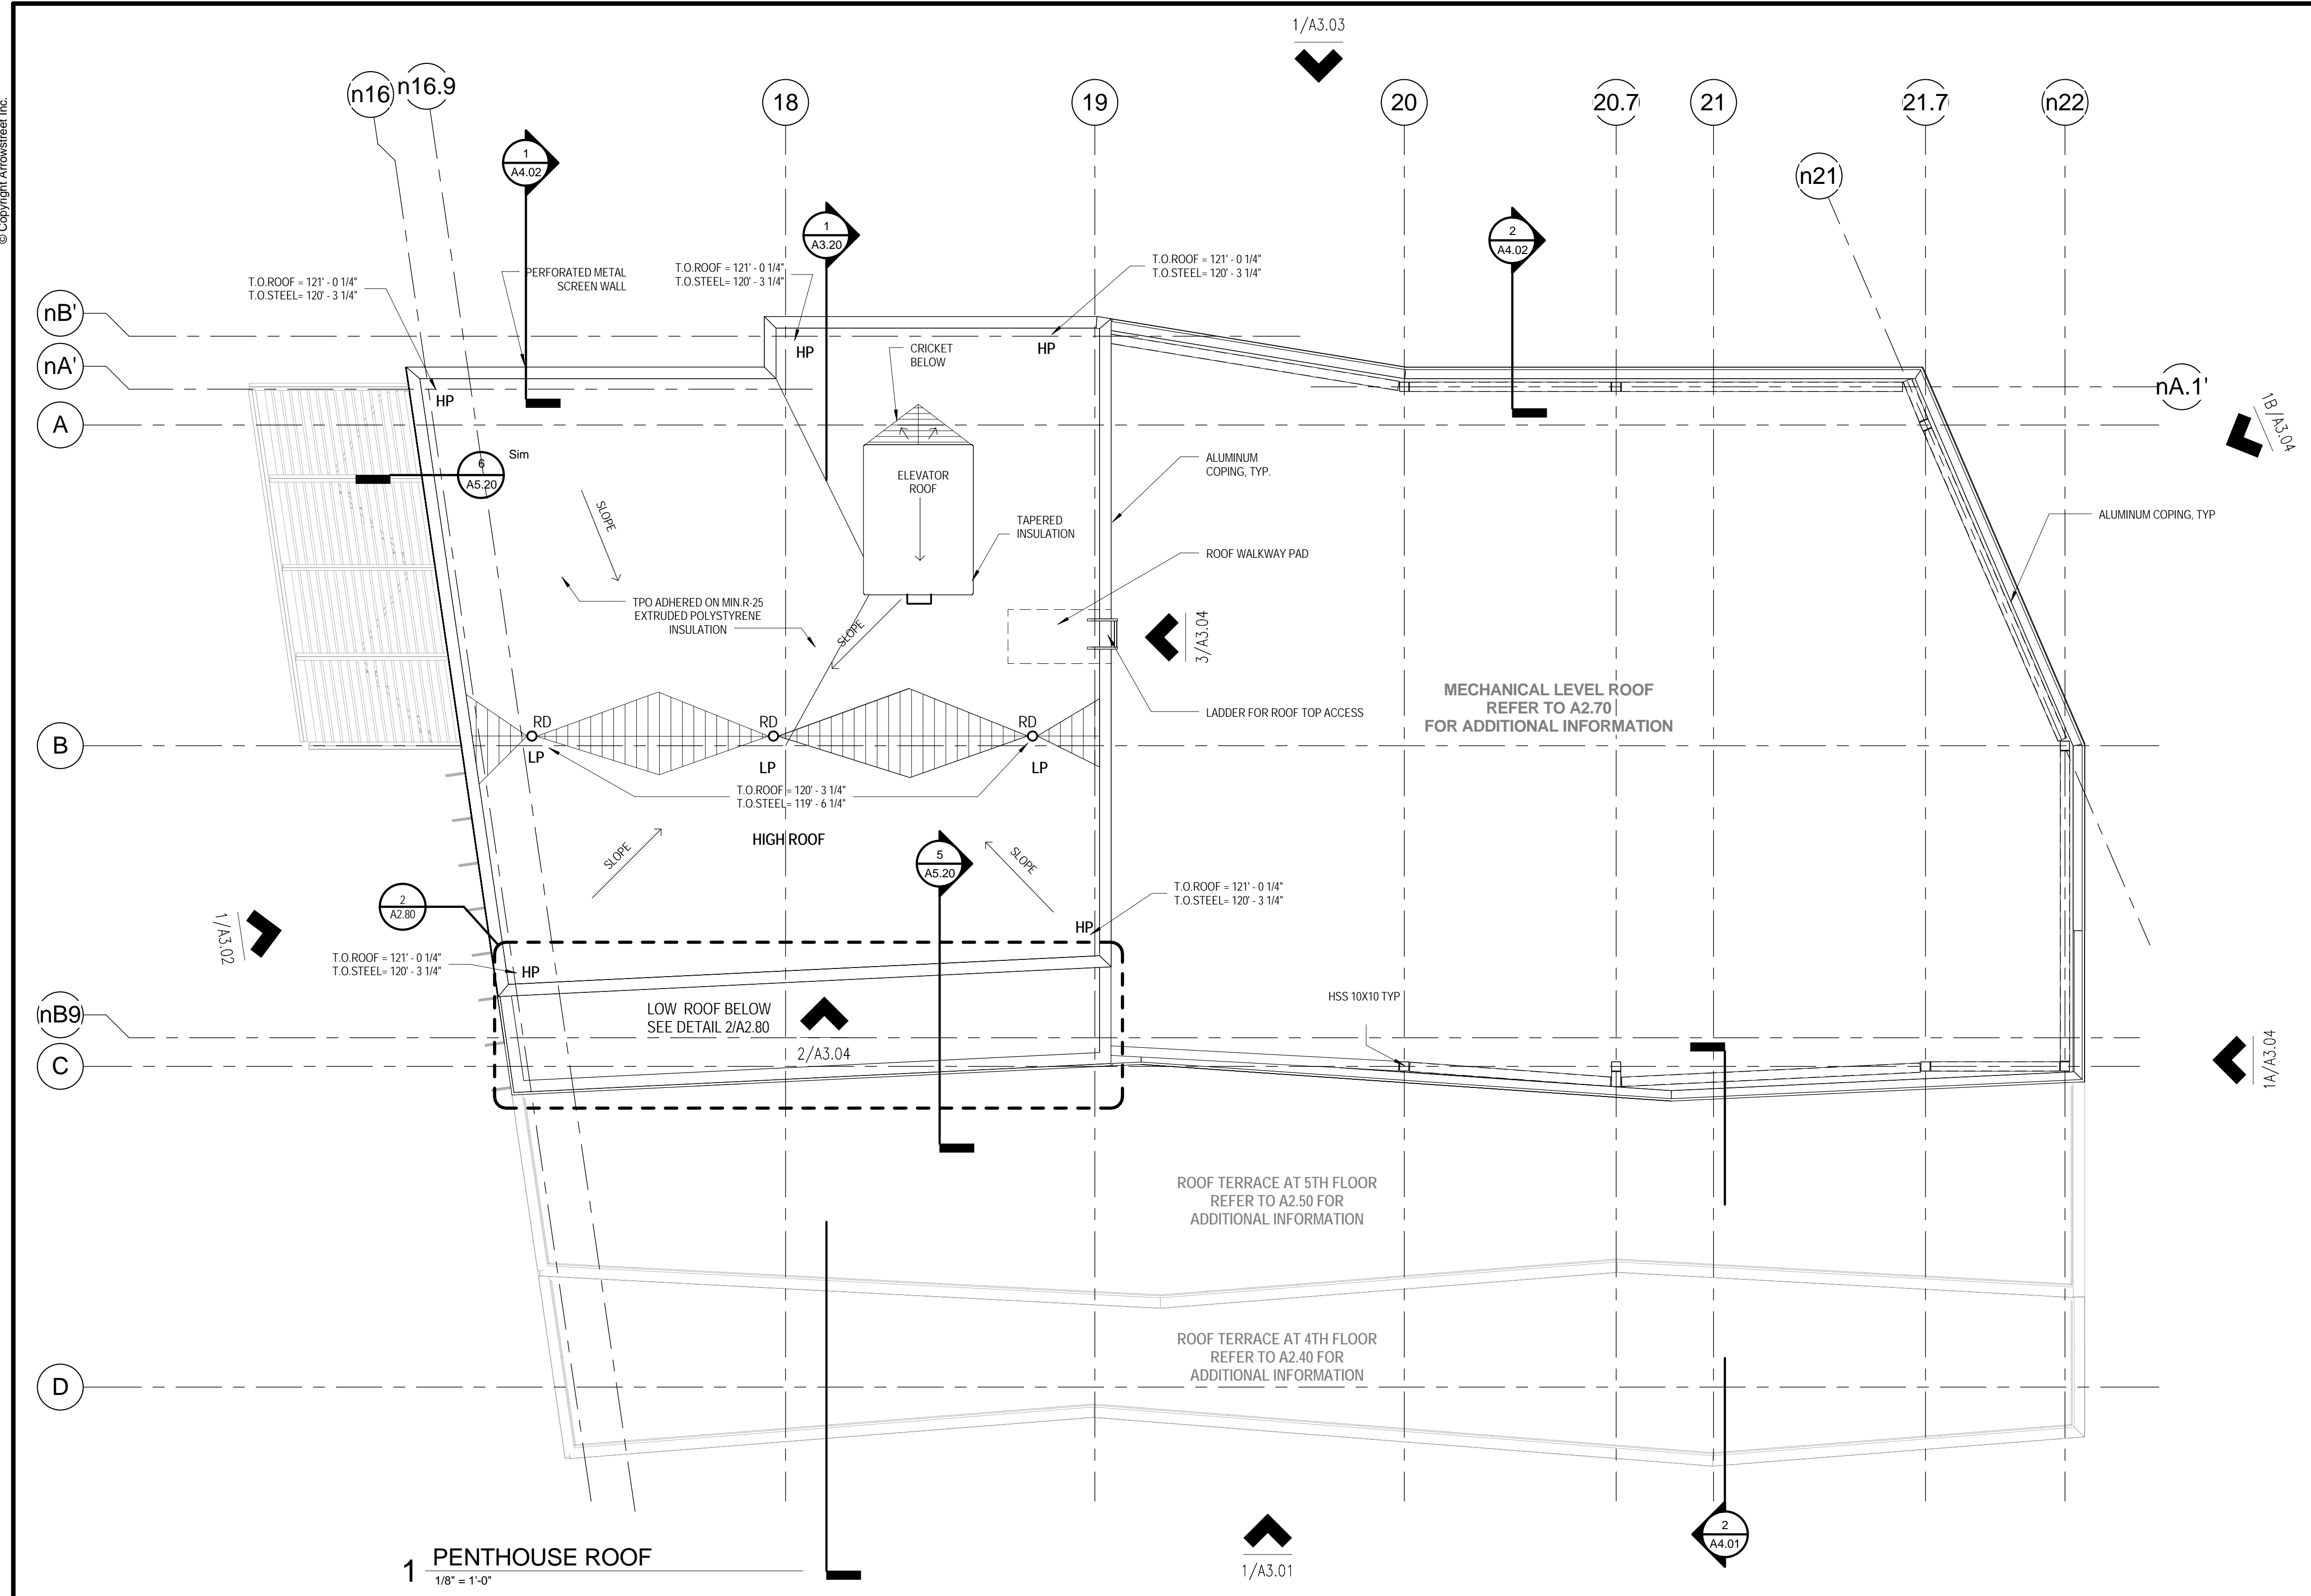 © Copyright Arrowstreet Inc.
1/A3.03
n16
n16.9
18
19
20
20.7
21
21.7
n22
n21
1
A4.02
1
A3.20
2
A4.02
T.O.ROOF = 121' - 0 1/4"
T.O.STEEL= 120' - 3 1/4"
PERFORATED METAL
SCREEN WALL
T.O.ROOF = 121' - 0 1/4"
T.O.STEEL= 120' - 3 1/4"
T.O.ROOF = 121' - 0 1/4"
T.O.STEEL= 120' - 3 1/4"
nB'
nA'
A
HP
HP
HP
CRICKET
BELOW
nA.1'
1B/A3.04
6
A5.20
Sim
ELEVATOR
ROOF
ALUMINUM
COPING, TYP.
SLOPE
TAPERED
INSULATION
ALUMINUM COPING, TYP
ROOF WALKWAY PAD
TPO ADHERED ON MIN.R-25
EXTRUDED POLYSTYRENE
INSULATION
SLOPE
3/A3.04
MECHANICAL LEVEL ROOF
REFER TO A2.70
FOR ADDITIONAL INFORMATION
LADDER FOR ROOF TOP ACCESS
RD
RD
RD
B
LP
LP
LP
T.O.ROOF = 120' - 3 1/4"
T.O.STEEL= 119' - 6 1/4"
HIGH ROOF
SLOPE
5
A5.20
SLOPE
2
A2.80
T.O.ROOF = 121' - 0 1/4"
T.O.STEEL= 120' - 3 1/4"
1/A3.02
HP
T.O.ROOF = 121' - 0 1/4"
T.O.STEEL= 120' - 3 1/4"
HP
LOW ROOF BELOW
SEE DETAIL 2/A2.80
HSS 10X10 TYP
nB9
C
2/A3.04
1A/A3.04
ROOF TERRACE AT 5TH FLOOR
REFER TO A2.50 FOR
ADDITIONAL INFORMATION
ROOF TERRACE AT 4TH FLOOR
REFER TO A2.40 FOR
ADDITIONAL INFORMATION
D
2
A4.01
1/A3.01
1 PENTHOUSE ROOF
1/8" = 1'-0"